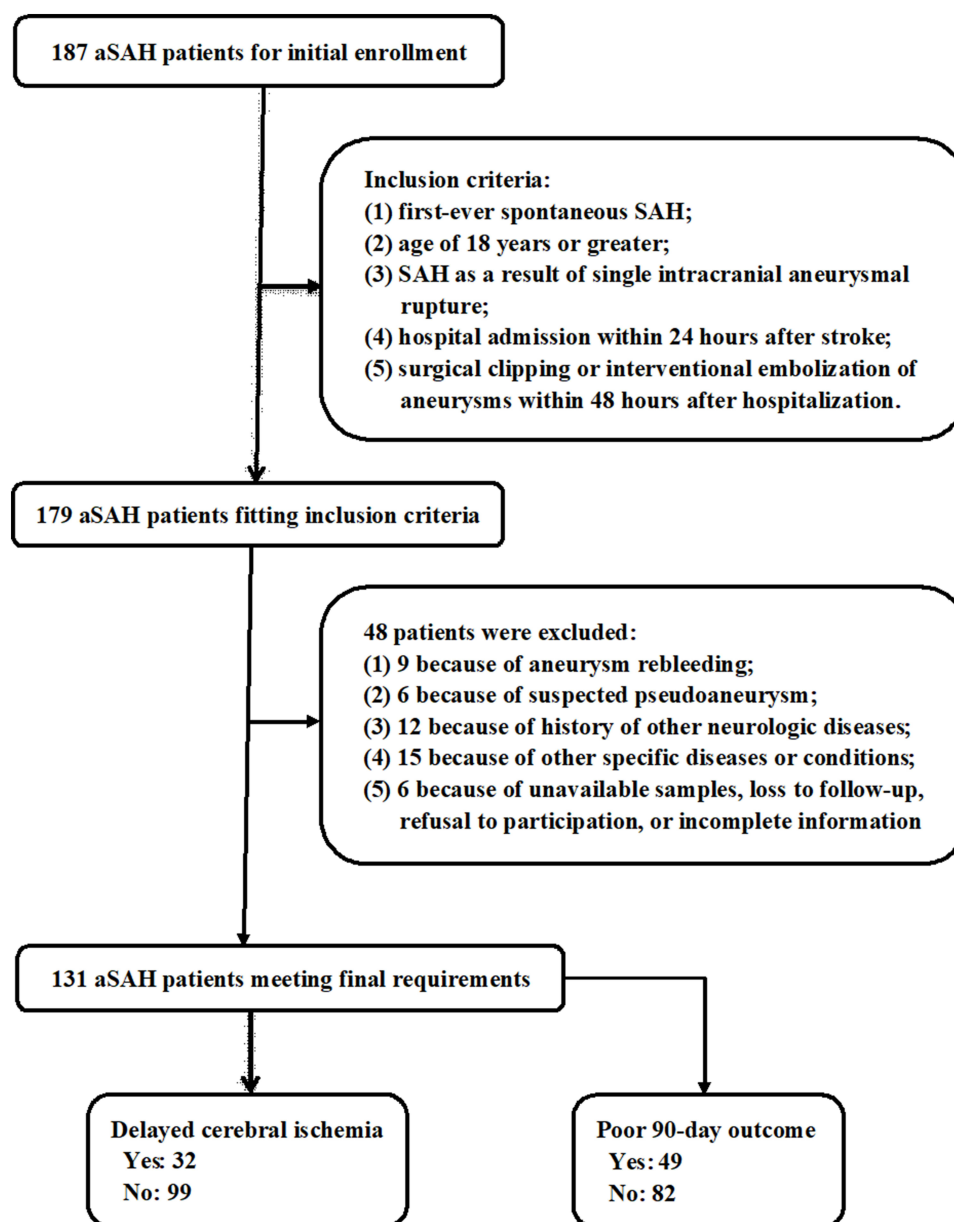 187 aSAH patients for initial enrollment
Inclusion criteria:
(1) first-ever spontaneous SAH;
(2) age of 18 years or greater;
(3) SAH as a result of single intracranial aneurysmal
rupture;
(4) hospital admission within 24 hours after stroke;
(5) surgical clipping or interventional embolization of
aneurysms within 48 hours after hospitalization.
179 aSAH patients fitting inclusion criteria
48 patients were excluded:
(1) 9 because of aneurysm rebleeding;
(2) 6 because of suspected pseudoaneurysm;
(3) 12 because of history of other neurologic diseases;
(4) 15 because of other specific diseases or conditions;
(5) 6 because of unavailable samples, loss to follow-up,
refusal to participation, or incomplete information
131 aSAH patients meeting final requirements
Delayed cerebral ischemia
Yes: 32
No: 99
Poor 90-day outcome
Yes: 49
No: 82